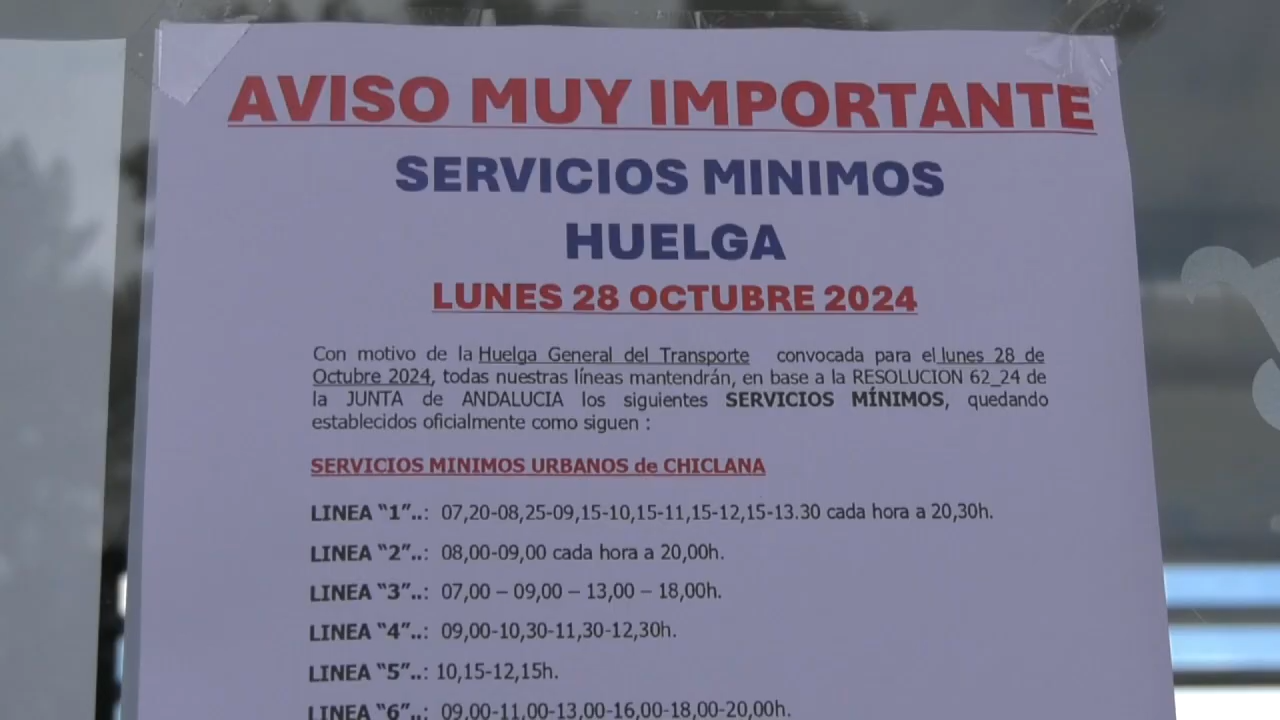 AVISO MUY IMPORTANTE
SERVICIOS MINIMOS
HUELGA
LUNES 28 OCTUBRE 2024
Con motivo de la Huelga General del Transporte convocada para el lunes 28 de
Octubre 2024, todas nuestras líneas mantendrán, en base a la RESOLUCION 62_24 de
la JUNTA de ANDALUCIA los siguientes SERVICIOS MÍNIMOS, quedando
establecidos oficialmente como siguen :
SERVICIOS MINIMOS URBANOS de CHICLANA
LINEA “1”..: 07,20-08,25-09,15-10,15-11,15-12,15-13.30 cada hora a 20,30h.
LINEA “2”..: 08,00-09,00 cada hora a 20,00h.
LINEA “3”..: 07,00 – 09,00 – 13,00 – 18,00h.
LINEA “4”..: 09,00-10,30-11,30-12,30h.
LINEA “5”..: 10,15-12,15h.
LINEA “6”..: 09,00-11,00-13,00-16,00-18,00-20,00h.